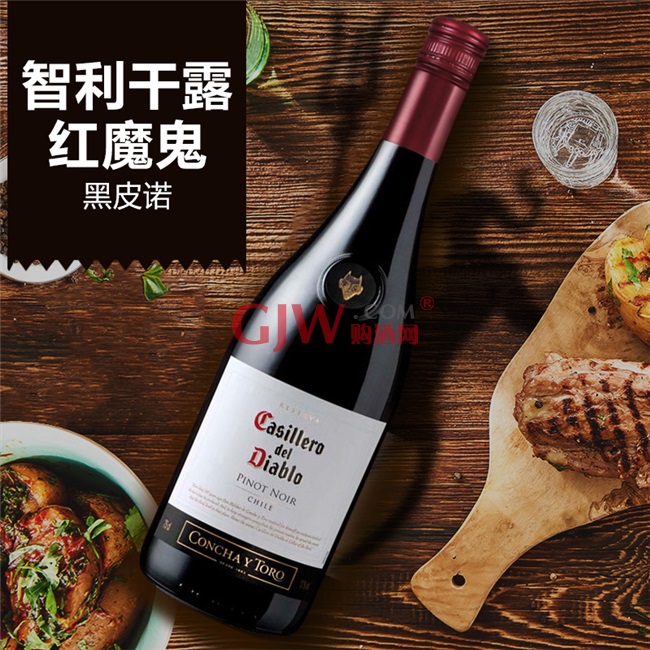 智利干露
红魔鬼
黑皮诺
GJW.COM®
购酒网
RESERVA
Casillero
del
Diablo
PINOT NOIR
CHILE
CONCHA Y TORO